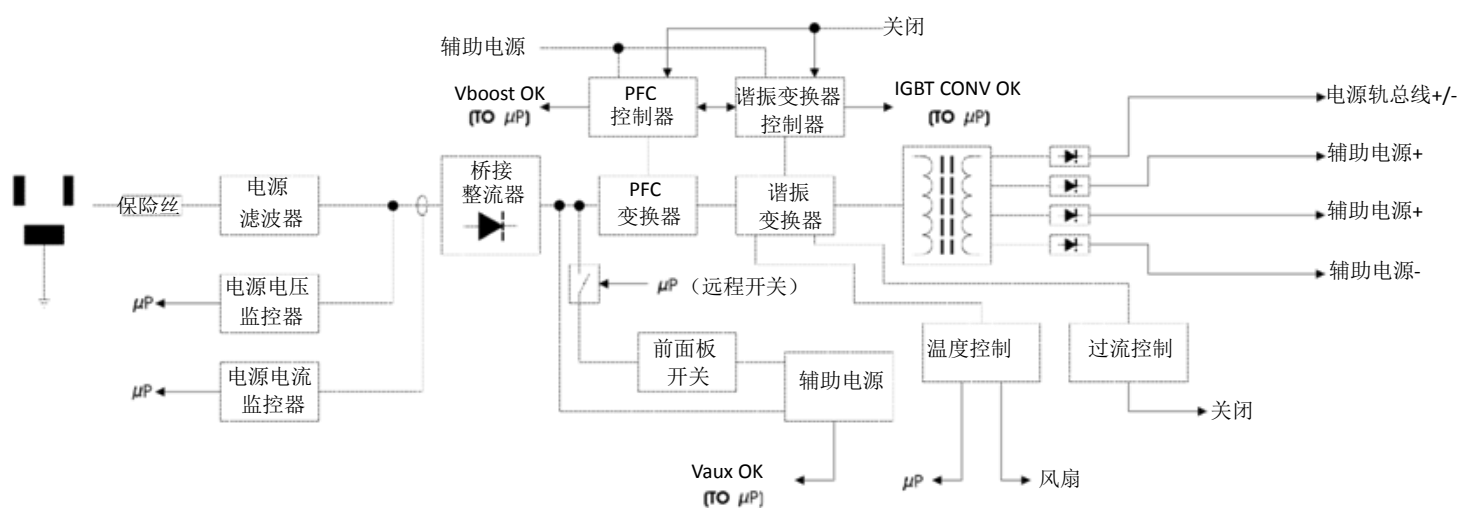 关闭
辅助电源
Vboost OK
(TO μP)
PFC
控制器
谐振变换器
控制器
IGBT CONV OK
(TO μP)
电源轨总线+/-
辅助电源+
辅助电源+
辅助电源-
保险丝
电源
滤波器
桥接
整流器
PFC
变换器
谐振
变换器
μP
电源电压
监控器
μP（远程开关）
μP
电源电流
监控器
前面板
开关
辅助电源
温度控制
过流控制
关闭
Vaux OK
(TO μP)
μP
风扇